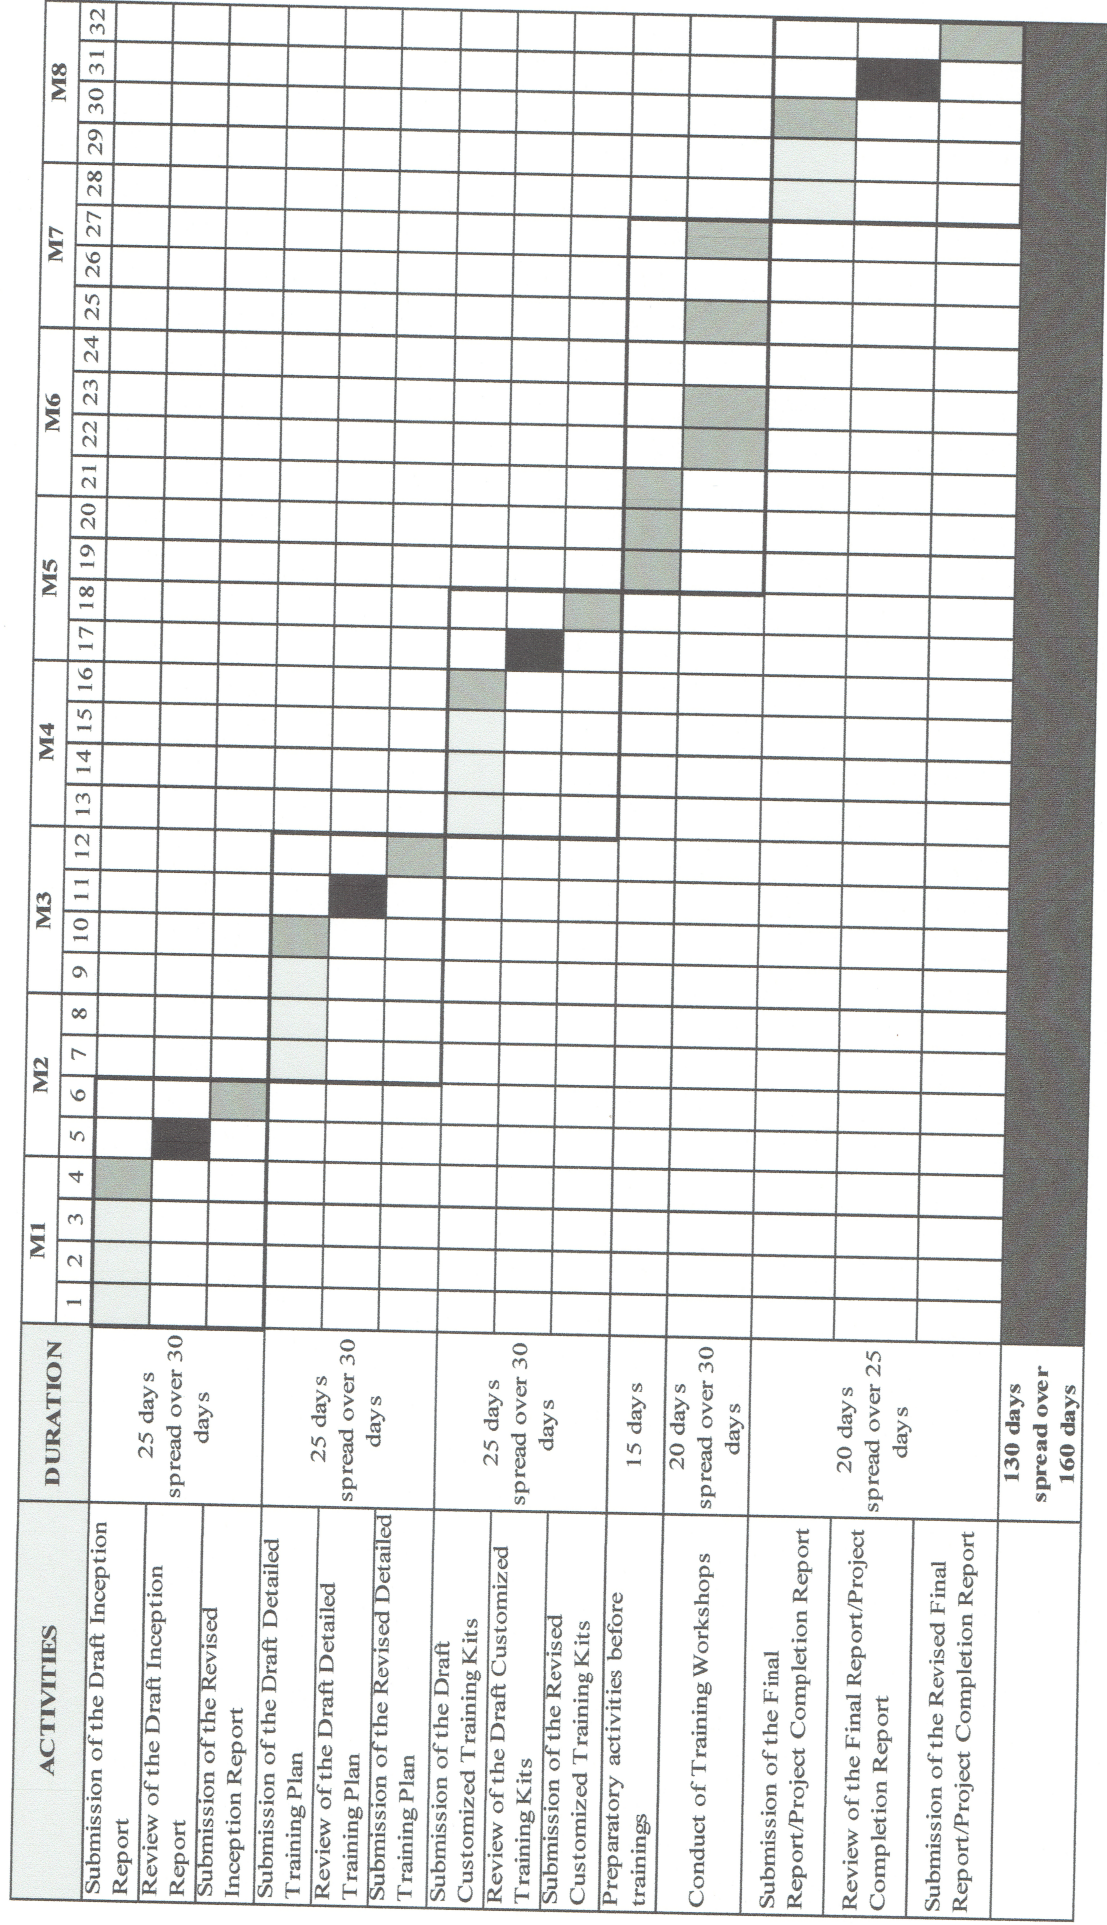 ACTIVITIES
DURATION
M1
M2
M3
M4
M5
M6
M7
M8
1 2 3 4 5 6 7 8 9 10 11 12 13 14 15 16 17 18 19 20 21 22 23 24 25 26 27 28 29 30 31 32
Submission of the Draft Inception
Report
Review of the Draft Inception
Report
Submission of the Revised
Inception Report
25 days
spread over 30
days
Submission of the Draft Detailed
Training Plan
Review of the Draft Detailed
Training Plan
Submission of the Revised Detailed
Training Plan
25 days
spread over 30
days
Submission of the Draft
Customized Training Kits
Review of the Draft Customized
Training Kits
Submission of the Revised
Customized Training Kits
25 days
spread over 30
days
Preparatory activities before
trainings
15 days
Conduct of Training Workshops
20 days
spread over 30
days
Submission of the Final
Report/Project Completion Report
Review of the Final Report/Project
Completion Report
Submission of the Revised Final
Report/Project Completion Report
20 days
spread over 25
days
130 days
spread over
160 days